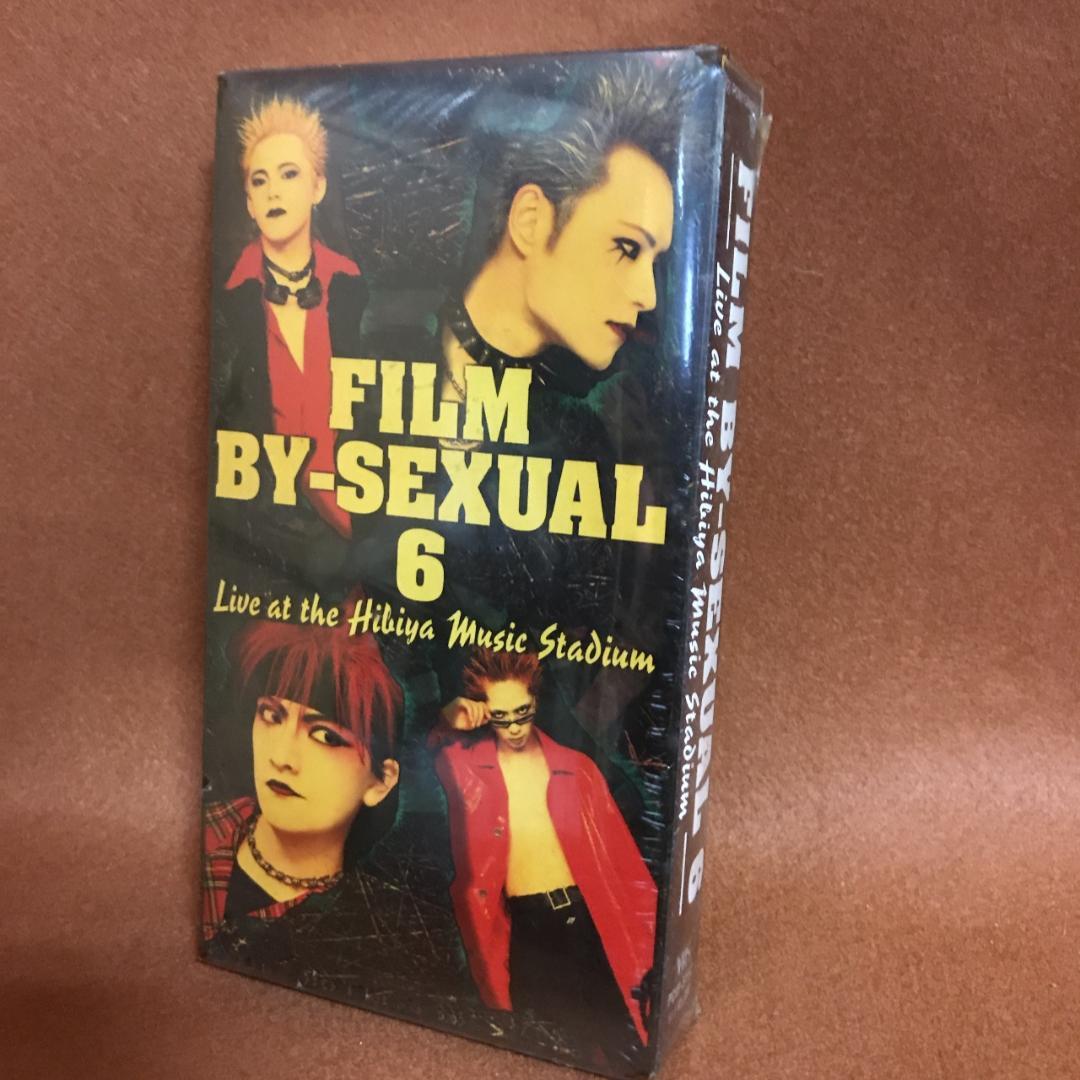 FILM
BY-SEXUAL
6
Live at the Hibiya Music Stadium
FILM BY-SEXUAL 6
Live at the Hibiya Music Stadium